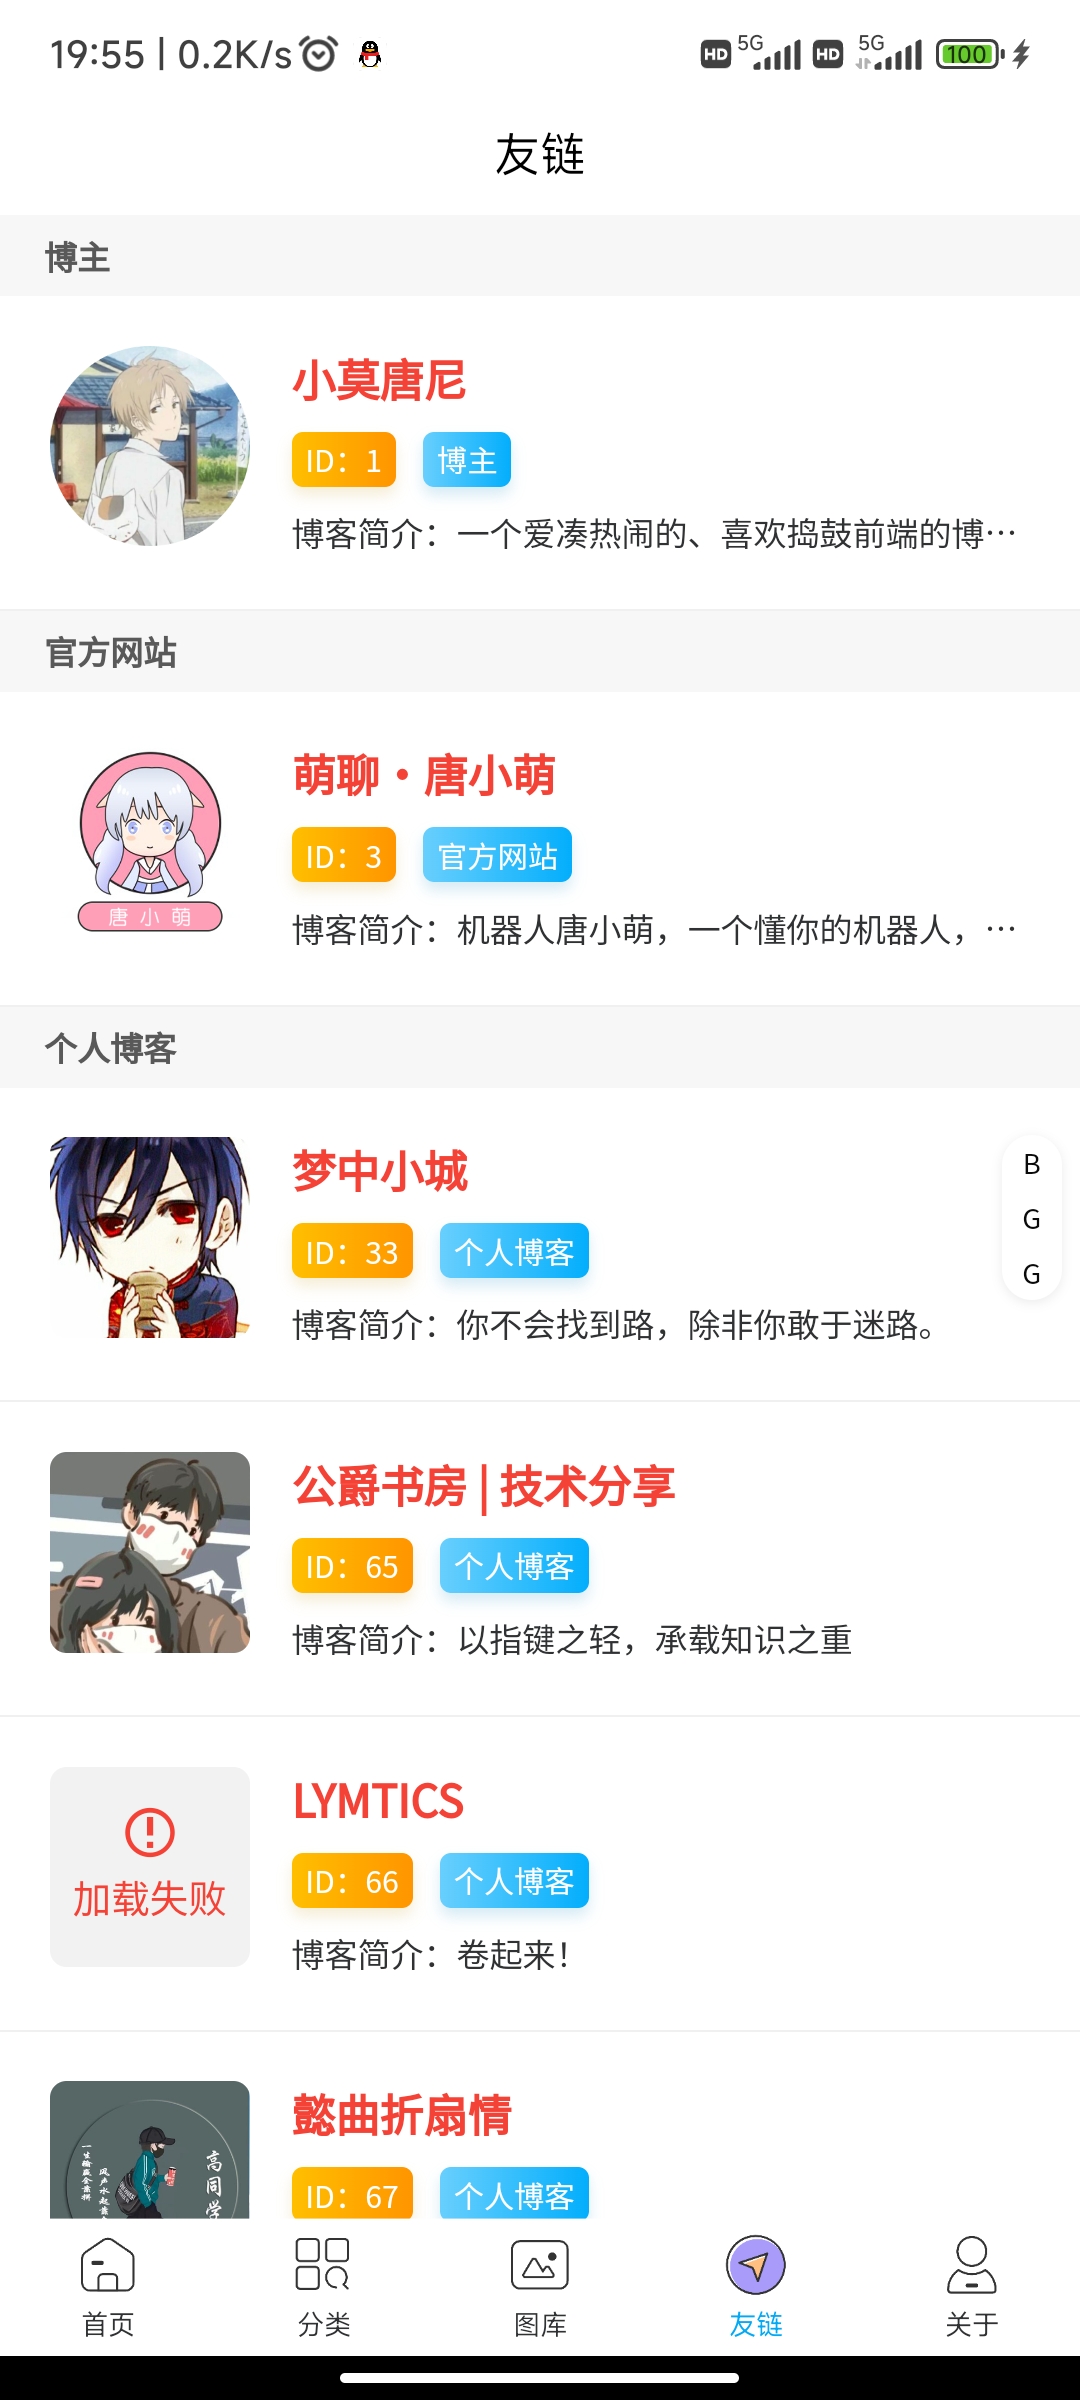 19:55 | 0.2K/s
HD 5G HD 5G 100
友链
博主
小莫唐尼
ID：1 博主
博客简介：一个爱凑热闹的、喜欢捣鼓前端的博…
官方网站
唐小萌
萌聊·唐小萌
ID：3 官方网站
博客简介：机器人唐小萌，一个懂你的机器人，…
个人博客
梦中小城
ID：33 个人博客
博客简介：你不会找到路，除非你敢于迷路。
B
G
G
公爵书房 | 技术分享
ID：65 个人博客
博客简介：以指键之轻，承载知识之重
加载失败
LYMTICS
ID：66 个人博客
博客简介：卷起来！
高同学
懿曲折扇情
ID：67 个人博客
首页 分类 图库 友链 关于